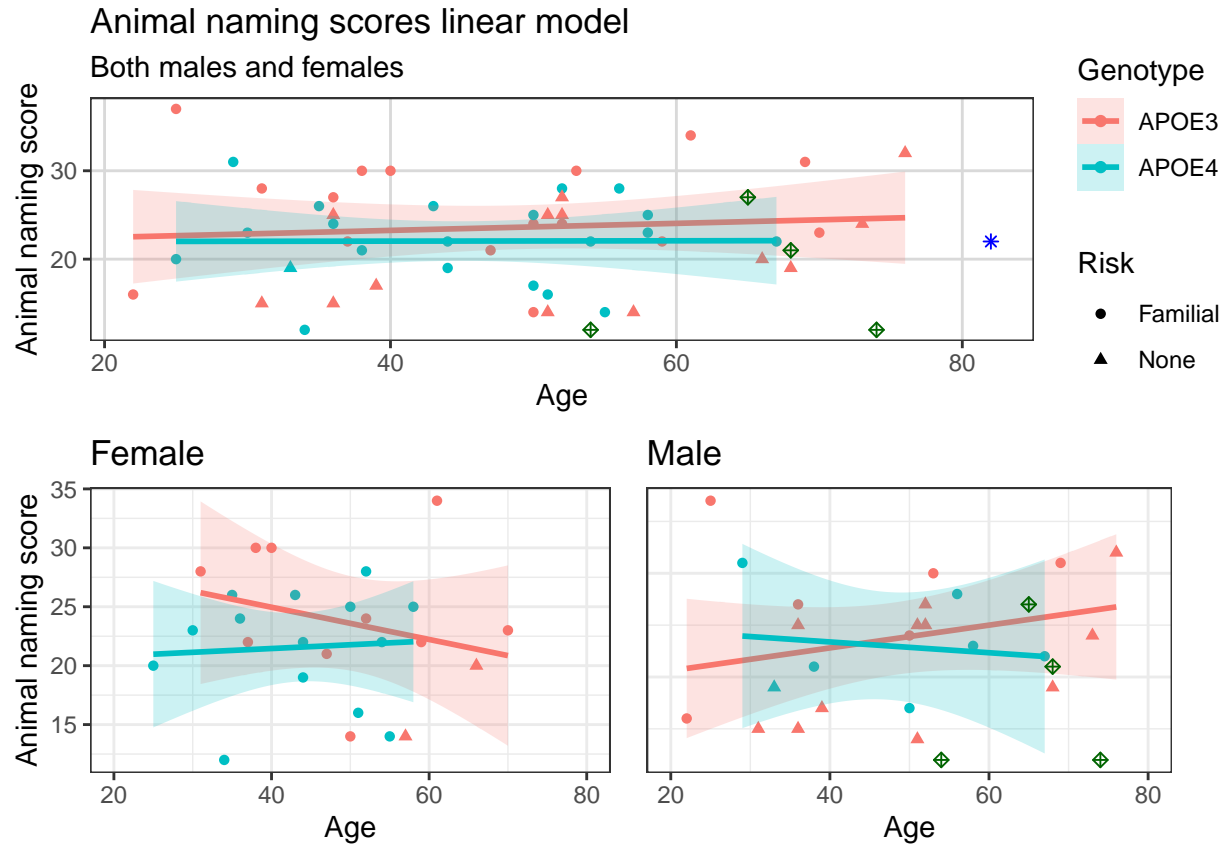 Animal naming scores linear model
Both males and females
Animal naming score
30
20
20
40
60
80
Age
Genotype
APOE3
APOE4
Risk
Familial
None
Female
Animal naming score
35
30
25
20
15
20
40
60
80
Age
Male
20
40
60
80
Age